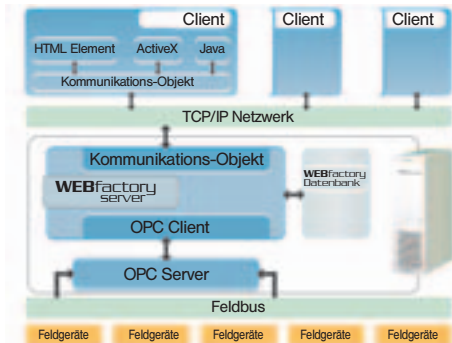 Client
Client
Client
HTML Element
ActiveX
Java
Kommunikations-Objekt
TCP/IP Netzwerk
Kommunikations-Objekt
WEBfactory
server
WEBfactory
Datenbank
OPC Client
OPC Server
Feldbus
Feldgeräte
Feldgeräte
Feldgeräte
Feldgeräte
Feldgeräte